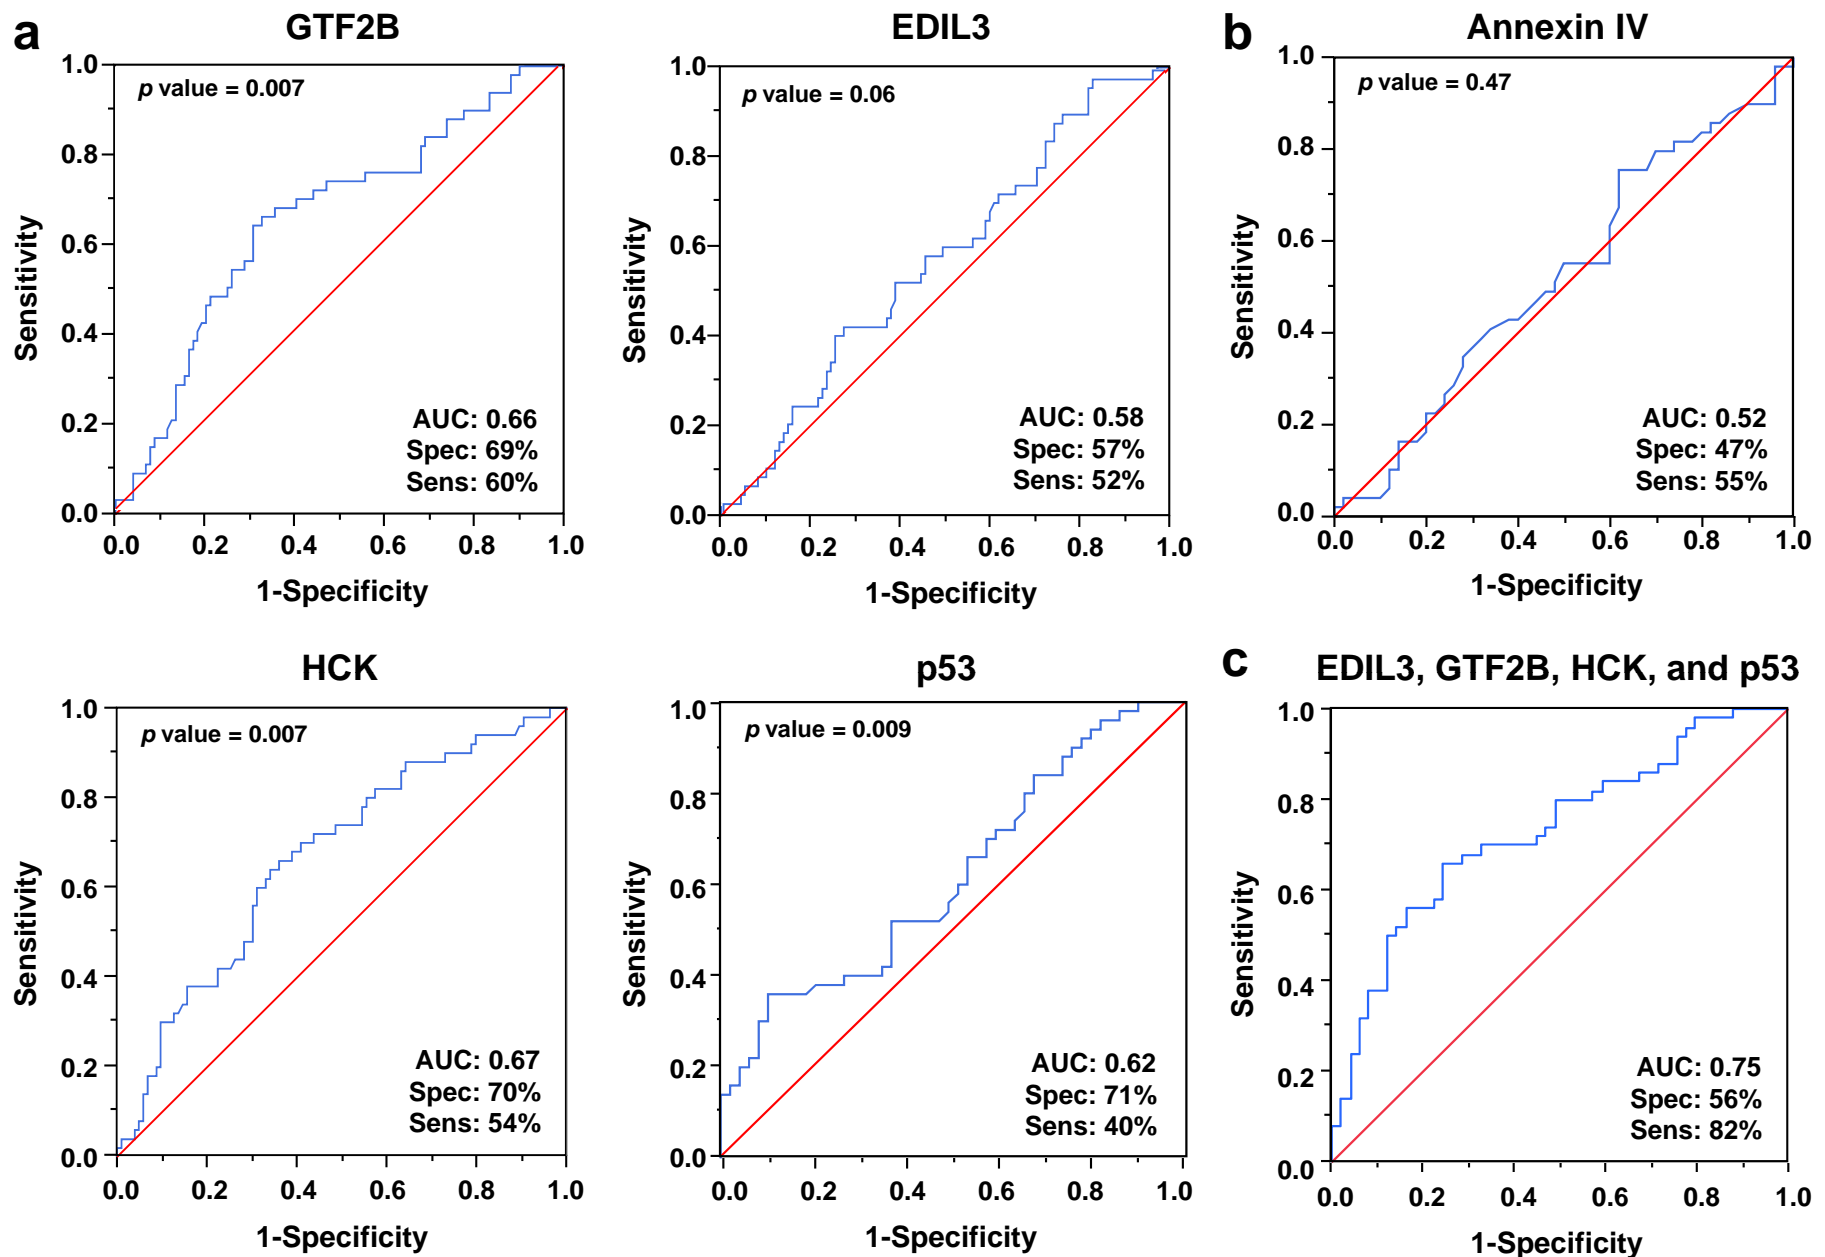 a
GTF2B
p value = 0.007
1.0
0.8
0.6
0.4
0.2
0.0
Sensitivity
AUC: 0.66
Spec: 69%
Sens: 60%
0.0 0.2 0.4 0.6 0.8 1.0
1-Specificity
EDIL3
p value = 0.06
1.0
0.8
0.6
0.4
0.2
0.0
Sensitivity
AUC: 0.58
Spec: 57%
Sens: 52%
0.0 0.2 0.4 0.6 0.8 1.0
1-Specificity
b
Annexin IV
p value = 0.47
1.0
0.8
0.6
0.4
0.2
0.0
Sensitivity
AUC: 0.52
Spec: 47%
Sens: 55%
0.0 0.2 0.4 0.6 0.8 1.0
1-Specificity
HCK
p value = 0.007
1.0
0.8
0.6
0.4
0.2
0.0
Sensitivity
AUC: 0.67
Spec: 70%
Sens: 54%
0.0 0.2 0.4 0.6 0.8 1.0
1-Specificity
p53
p value = 0.009
1.0
0.8
0.6
0.4
0.2
0.0
Sensitivity
AUC: 0.62
Spec: 71%
Sens: 40%
0.0 0.2 0.4 0.6 0.8 1.0
1-Specificity
c
EDIL3, GTF2B, HCK, and p53
1.0
0.8
0.6
0.4
0.2
0.0
Sensitivity
AUC: 0.75
Spec: 56%
Sens: 82%
0.0 0.2 0.4 0.6 0.8 1.0
1-Specificity